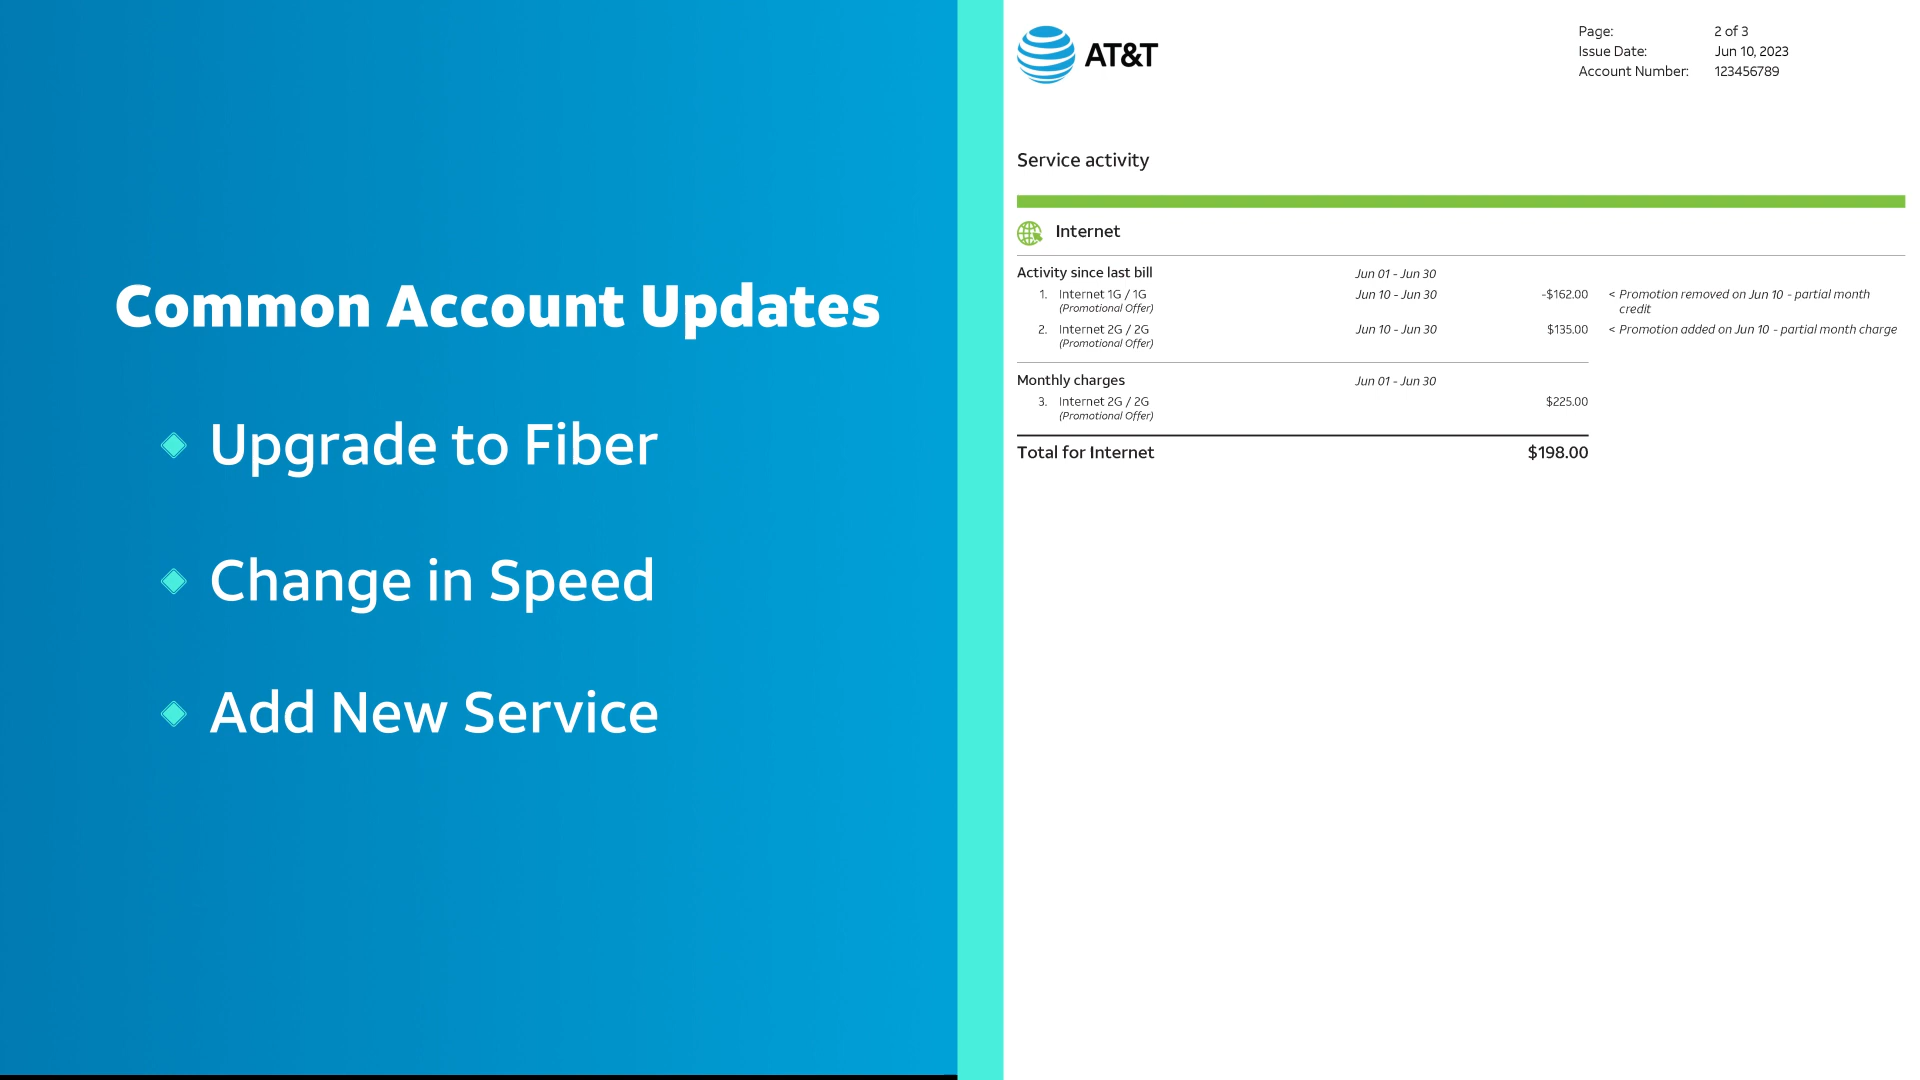 Common Account Updates
Upgrade to Fiber
Change in Speed
Add New Service
AT&T
Page: 2 of 3
Issue Date: Jun 10, 2023
Account Number: 123456789
Service activity
Internet
Activity since last bill Jun 01 - Jun 30
1. Internet 1G / 1G Jun 10 - Jun 30 -$162.00 < Promotion removed on Jun 10 - partial month
(Promotional Offer) credit
2. Internet 2G / 2G Jun 10 - Jun 30 $135.00 < Promotion added on Jun 10 - partial month charge
(Promotional Offer)
Monthly charges Jun 01 - Jun 30
3. Internet 2G / 2G $225.00
(Promotional Offer)
Total for Internet $198.00